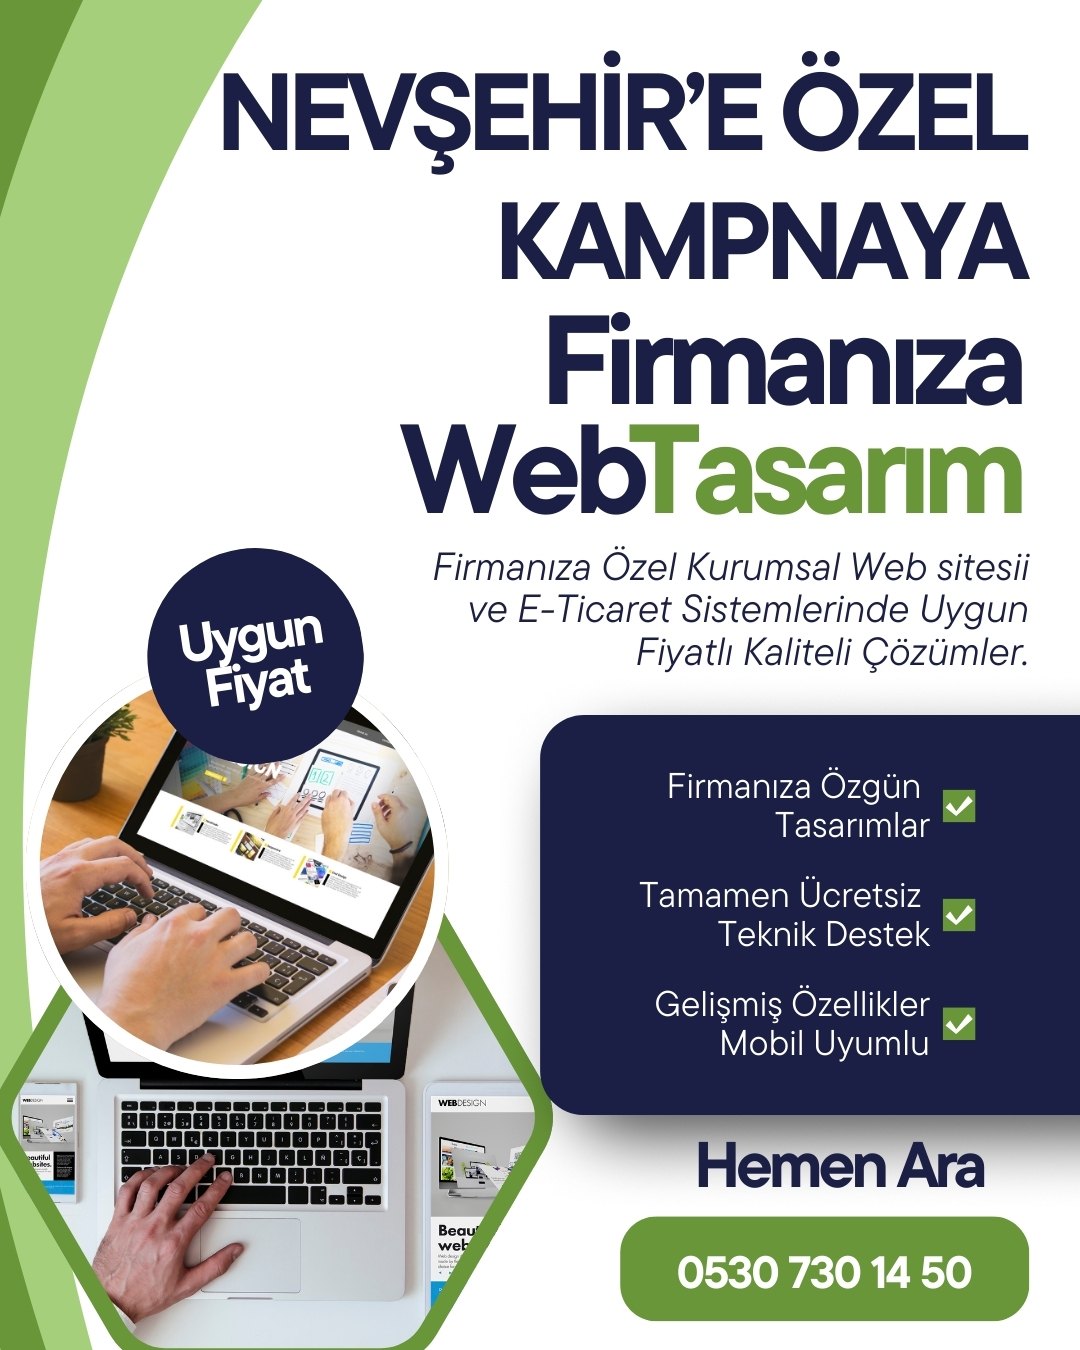 NEVŞEHİR’E ÖZEL
KAMPNAYA
Firmanıza
WebTasarım
Firmanıza Özel Kurumsal Web sitesii
ve E-Ticaret Sistemlerinde Uygun
Fiyatlı Kaliteli Çözümler.
Uygun
Fiyat
Firmanıza Özgün
Tasarımlar
Tamamen Ücretsiz
Teknik Destek
Gelişmiş Özellikler
Mobil Uyumlu
WEBDESIGN
WEBDESIGN
Hemen Ara
0530 730 14 50